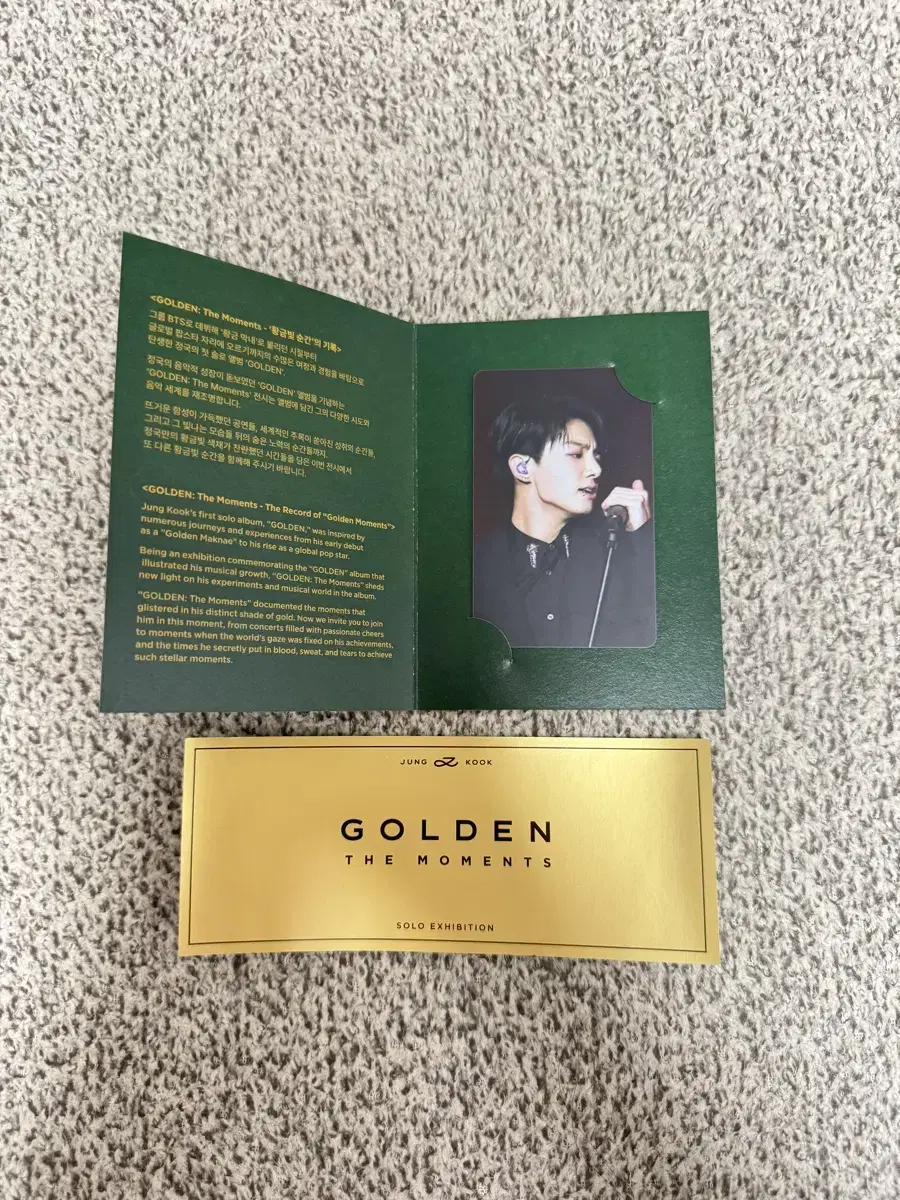 <GOLDEN: The Moments - '황금빛 순간'의 기록>
그룹 BTS로 데뷔해 '황금 막내'로 불리던 시절부터
글로벌 팝스타 자리에 오르기까지의 수많은 여정과 경험을 바탕으로
탄생한 정국의 첫 솔로 앨범 'GOLDEN'.
정국의 음악적 성장이 돋보였던 'GOLDEN' 앨범을 기념하는
'GOLDEN: The Moments' 전시는 앨범에 담긴 그의 다양한 시도와
음악 세계를 재조명합니다.
뜨거운 함성이 가득했던 공연들, 세계적인 주목이 쏟아진 성취의 순간들,
그리고 그 빛나는 모습들 뒤의 숨은 노력의 순간들까지.
정국만의 황금빛 색채가 찬란했던 시간들을 담은 이번 전시에서
또 다른 황금빛 순간을 함께해 주시기 바랍니다.
<GOLDEN: The Moments - The Record of "Golden Moments">
Jung Kook's first solo album, "GOLDEN," was inspired by
numerous journeys and experiences from his early debut
as a "Golden Maknae" to his rise as a global pop star.
Being an exhibition commemorating the "GOLDEN" album that
illustrated his musical growth, "GOLDEN: The Moments" sheds
new light on his experiments and musical world in the album.
"GOLDEN: The Moments" documented the moments that
glistered in his distinct shade of gold. Now we invite you to join
him in this moment, from concerts filled with passionate cheers
to moments when the world's gaze was fixed on his achievements,
and the times he secretly put in blood, sweat, and tears to achieve
such stellar moments.
JUNG KOOK
GOLDEN
THE MOMENTS
SOLO EXHIBITION